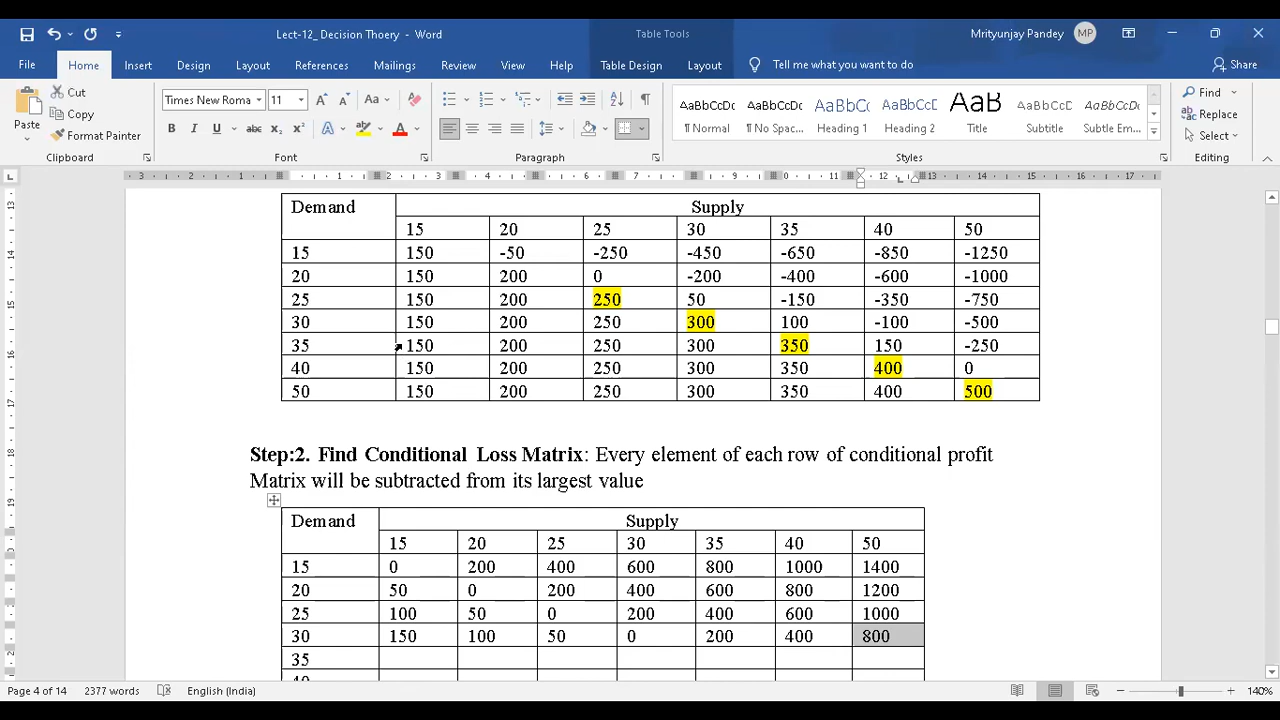 Lect-12_ Decision Thoery - Word
Table Tools
Mrityunjay Pandey
MP
File Home Insert Design Layout References Mailings Review View Help Table Design Layout Tell me what you want to do Share
Paste
Cut
Copy
Format Painter
Times New Roma 11
AaBbCcDc AaBbCcDc AaBbCc AaBbCcDc AaB AaBbCcDc AaBbCcDc
¶ Normal ¶ No Spac... Heading 1 Heading 2 Title Subtitle Subtle Em...
Find
Replace
Select
Clipboard Font Paragraph Styles Editing
Demand Supply
15 20 25 30 35 40 50
15 150 -50 -250 -450 -650 -850 -1250
20 150 200 0 -200 -400 -600 -1000
25 150 200 250 50 -150 -350 -750
30 150 200 250 300 100 -100 -500
35 150 200 250 300 350 150 -250
40 150 200 250 300 350 400 0
50 150 200 250 300 350 400 500
Step:2. Find Conditional Loss Matrix: Every element of each row of conditional profit
Matrix will be subtracted from its largest value
Demand Supply
15 20 25 30 35 40 50
15 0 200 400 600 800 1000 1400
20 50 0 200 400 600 800 1200
25 100 50 0 200 400 600 1000
30 150 100 50 0 200 400 800
35
40
Page 4 of 14 2377 words English (India) 140%